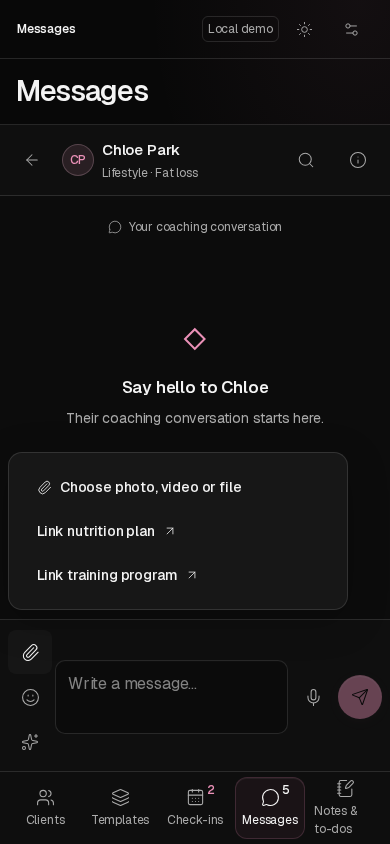 Messages
Local demo
Messages
CP
Chloe Park
Lifestyle · Fat loss
Your coaching conversation
Say hello to Chloe
Their coaching conversation starts here.
Choose photo, video or file
Link nutrition plan
Link training program
Write a message...
Clients
Templates
2
Check-ins
5
Messages
Notes &
to-dos